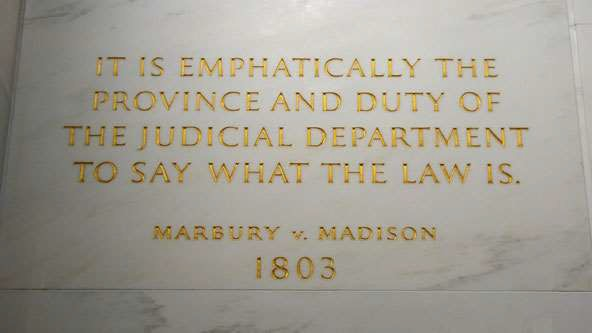 IT IS EMPHATICALLY THE
PROVINCE AND DUTY OF
THE JUDICIAL DEPARTMENT
TO SAY WHAT THE LAW IS.
MARBURY v. MADISON
1803